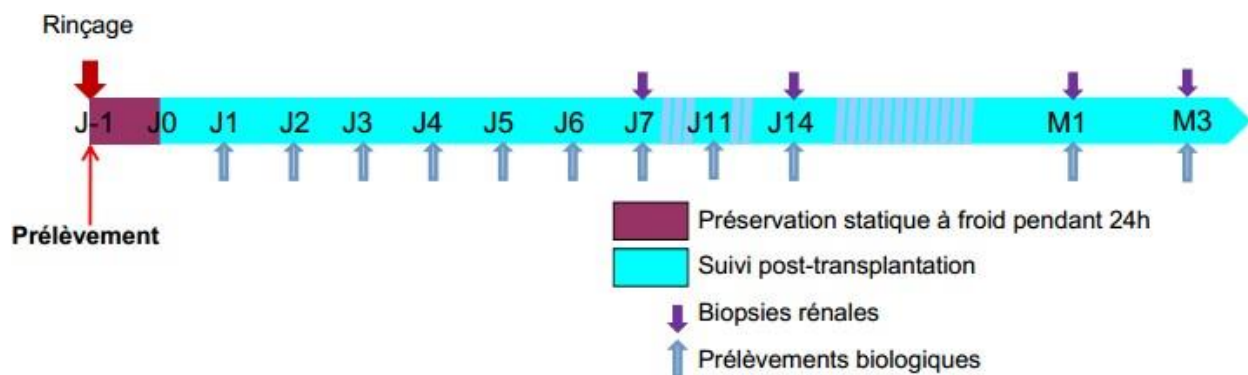 Rinçage
J-1 J0 J1 J2 J3 J4 J5 J6 J7 J11 J14 M1 M3
Prélèvement
Préservation statique à froid pendant 24h
Suivi post-transplantation
Biopsies rénales
Prélèvements biologiques